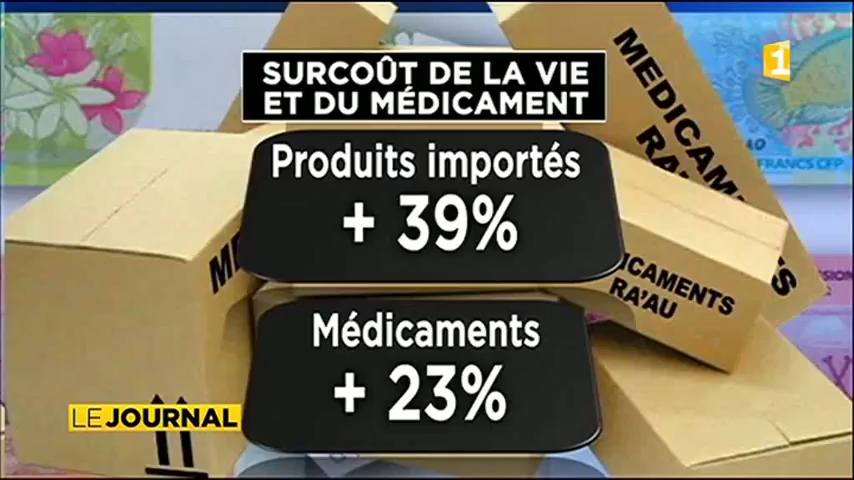 SURCOÛT DE LA VIE
ET DU MÉDICAMENT
1
Produits importés
+ 39%
Médicaments
+ 23%
MEDICAMENTS
RA'AU
FRANCS CFP
MEDICAMENTS
RA'AU
LE JOURNAL